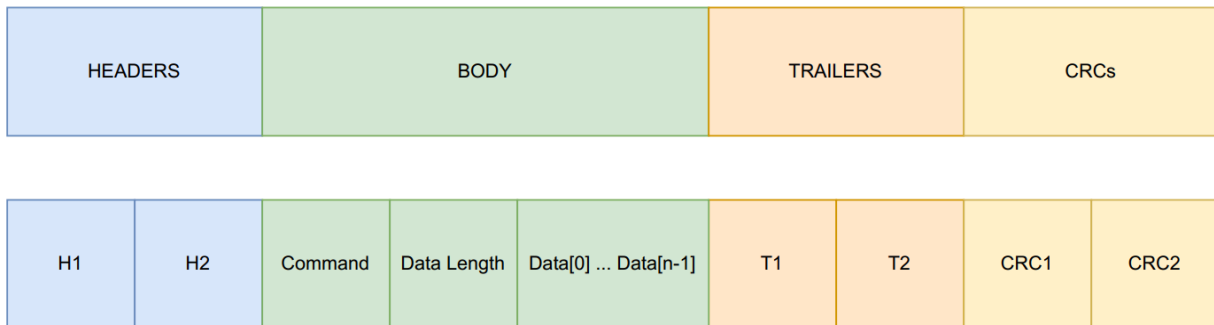 HEADERS BODY TRAILERS CRCs
H1 H2 Command Data Length Data[0] ... Data[n-1] T1 T2 CRC1 CRC2